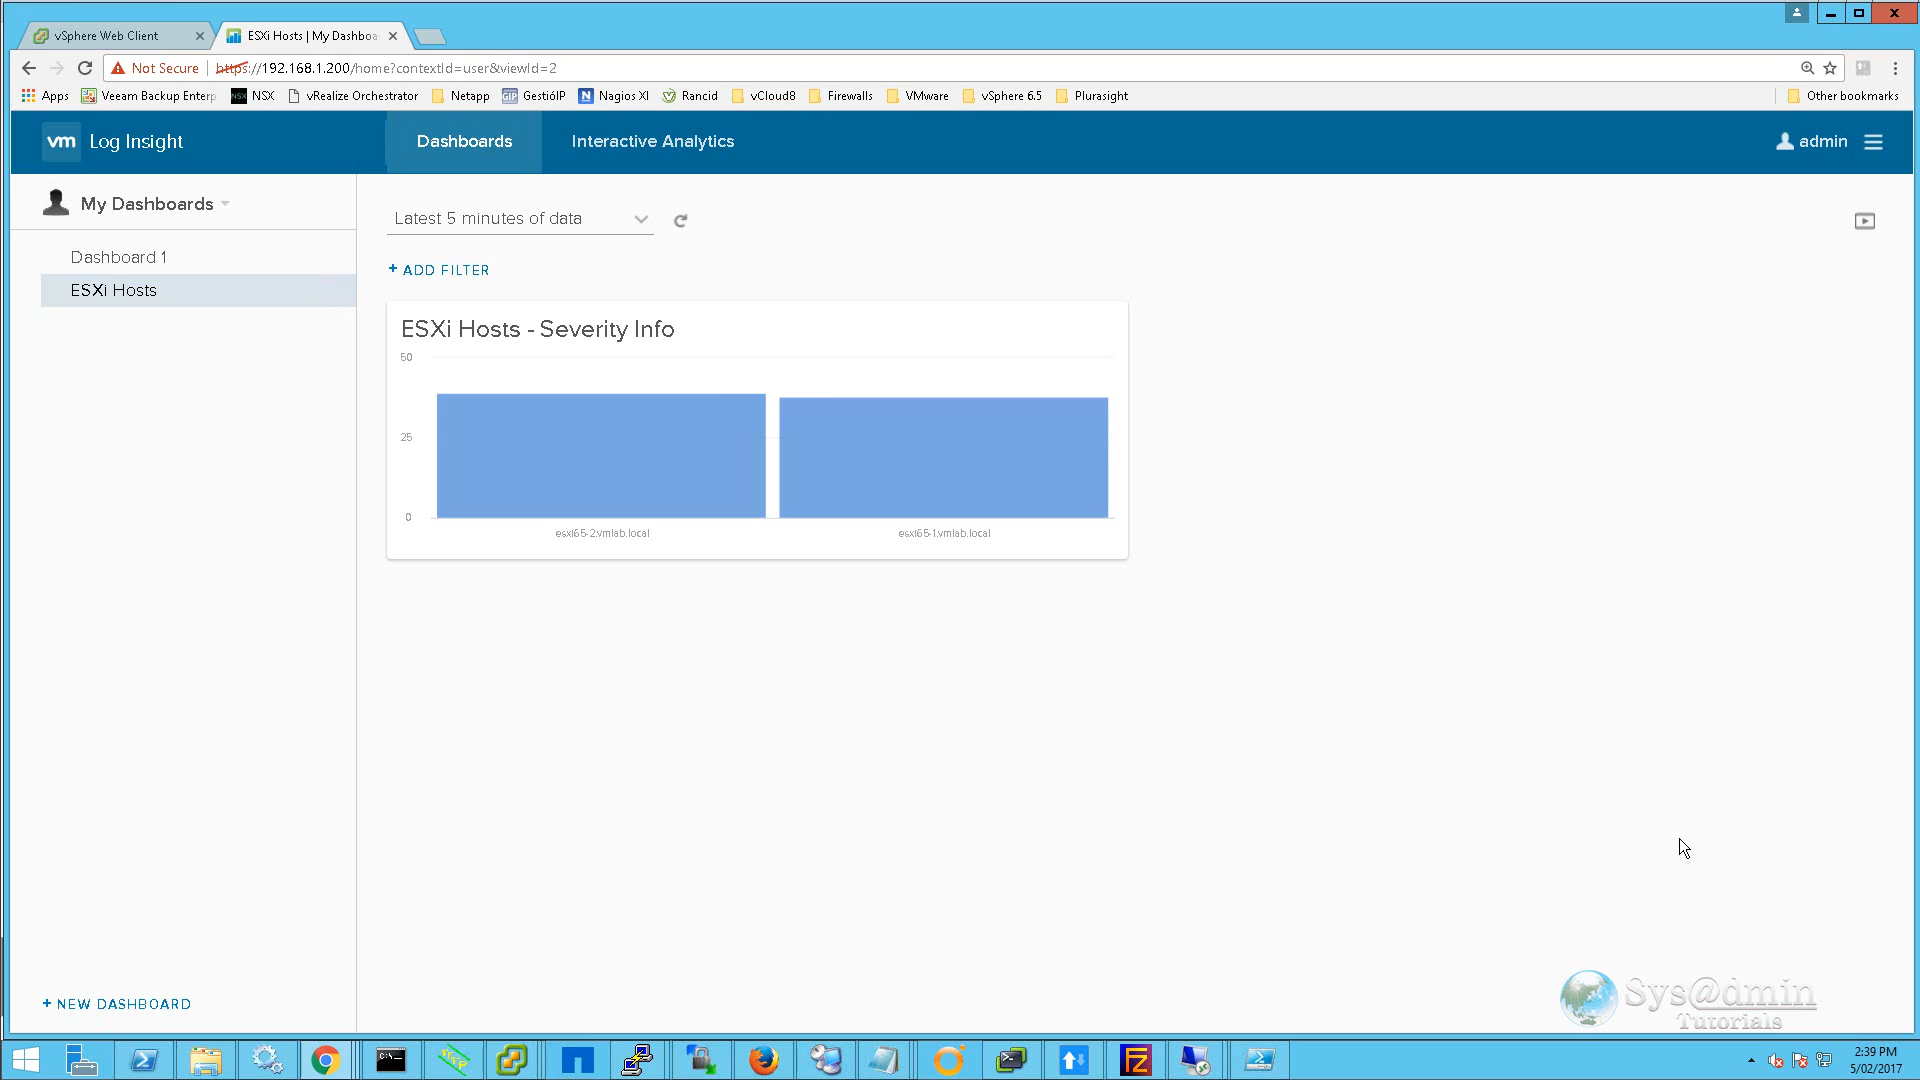 vSphere Web Client
ESXi Hosts | My Dashboa
Not Secure | https://192.168.1.200/home?contextId=user&viewId=2
Apps Veeam Backup Enterp NSX NSX vRealize Orchestrator Netapp GIP GestióIP N Nagios XI Rancid vCloud8 Firewalls VMware vSphere 6.5 Plurasight Other bookmarks
vm Log Insight Dashboards Interactive Analytics admin
My Dashboards
Latest 5 minutes of data
Dashboard 1
+ ADD FILTER
ESXi Hosts
ESXi Hosts - Severity Info
50
25
0
esxi65-2.vmlab.local esxi65-1.vmlab.local
+ NEW DASHBOARD
Sys@dmin
Tutorials
2:39 PM
5/02/2017